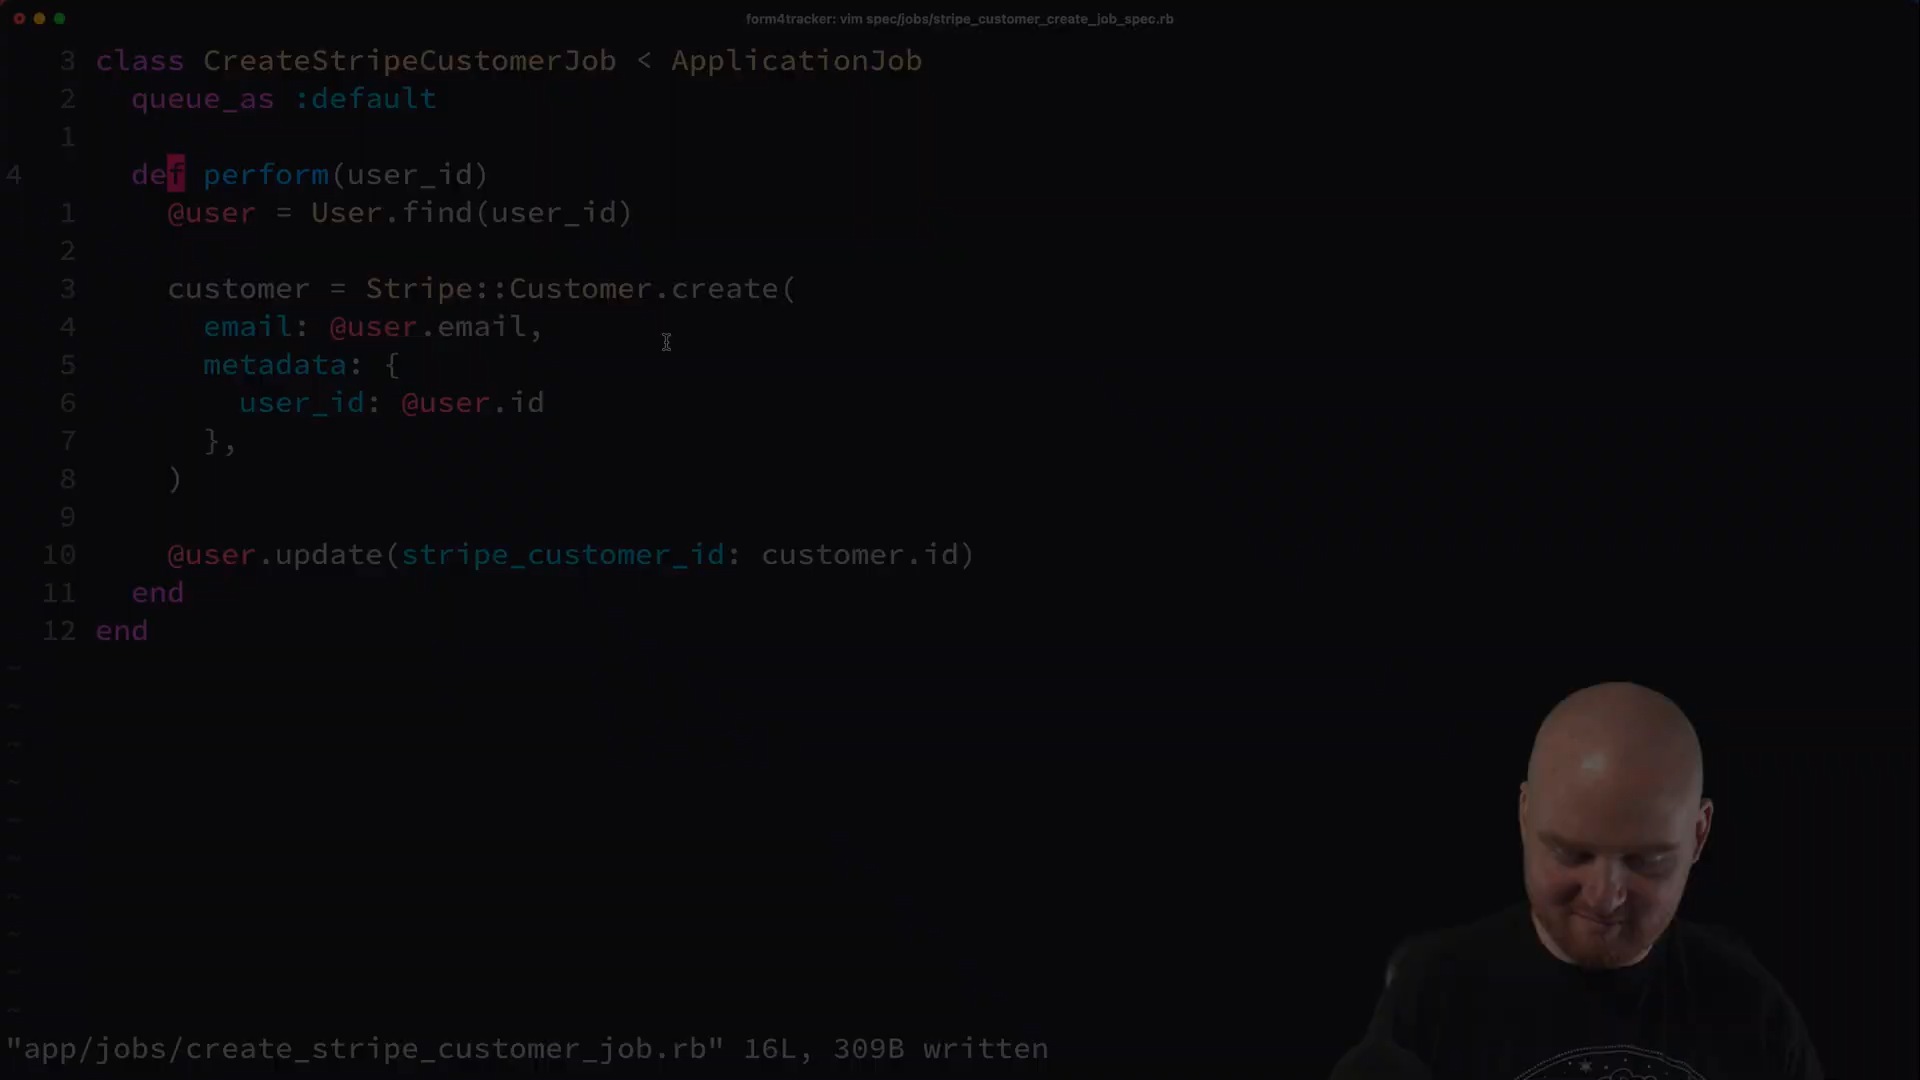 form4tracker: vim spec/jobs/stripe_customer_create_job_spec.rb
3 class CreateStripeCustomerJob < ApplicationJob
2   queue_as :default
1
4   def perform(user_id)
1     @user = User.find(user_id)
2
3     customer = Stripe::Customer.create(
4       email: @user.email,
5       metadata: {
6         user_id: @user.id
7       },
8     )
9
10     @user.update(stripe_customer_id: customer.id)
11   end
12 end
~
~
~
~
~
~
~
~
~
~
"app/jobs/create_stripe_customer_job.rb" 16L, 309B written